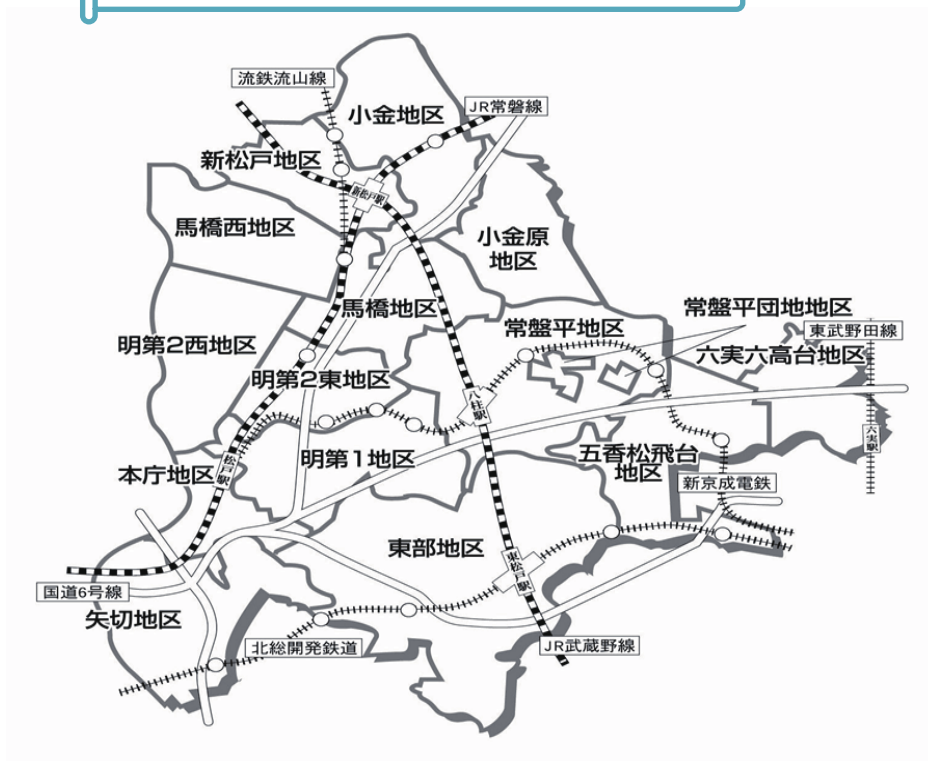 流鉄流山線
小金地区
JR常磐線
新松戸地区
新松戸駅
馬橋西地区
小金原
地区
馬橋地区
常盤平団地地区
常盤平地区
東武野田線
明第2西地区
六実六高台地区
明第2東地区
八柱駅
六実駅
本庁地区
松戸駅
明第1地区
五香松飛台
地区
新京成電鉄
東部地区
東松戸駅
国道6号線
矢切地区
北総開発鉄道
JR武蔵野線